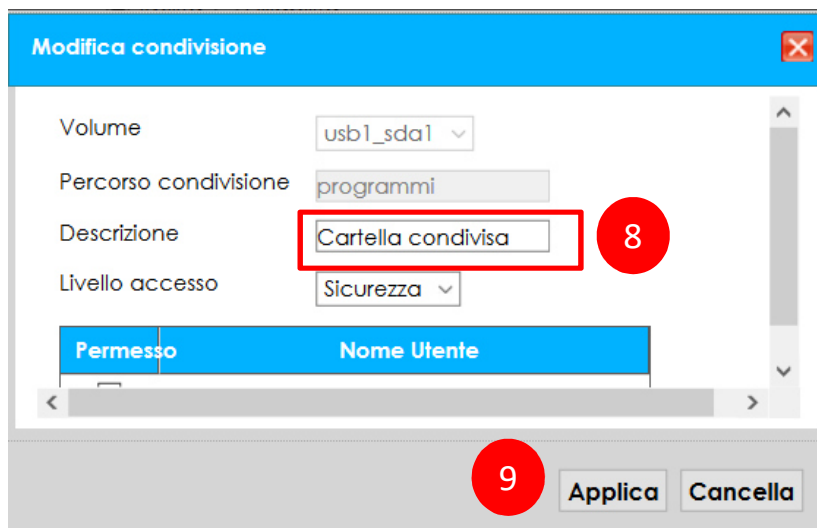 Modifica condivisione
Volume usb1_sda1
Percorso condivisione programmi
Descrizione Cartella condivisa 8
Livello accesso Sicurezza
Permesso Nome Utente
9 Applica Cancella